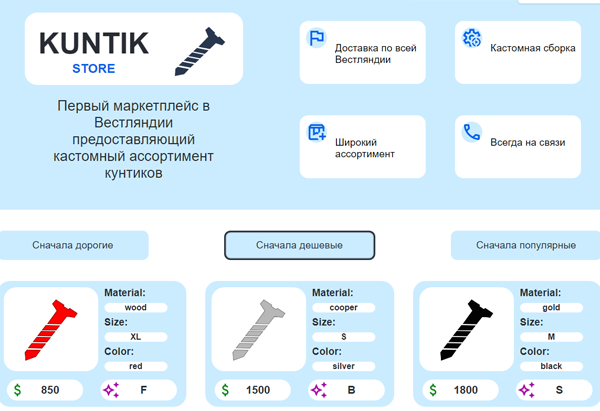 KUNTIK
STORE
Первый маркетплейс в
Вестляндии
предоставляющий
кастомный ассортимент
кунтиков
Доставка по всей
Вестляндии
Кастомная сборка
Широкий
ассортимент
Всегда на связи
Сначала дорогие
Сначала дешевые
Сначала популярные
Material:
wood
Size:
XL
Color:
red
$ 850
F
Material:
cooper
Size:
S
Color:
silver
$ 1500
B
Material:
gold
Size:
M
Color:
black
$ 1800
S